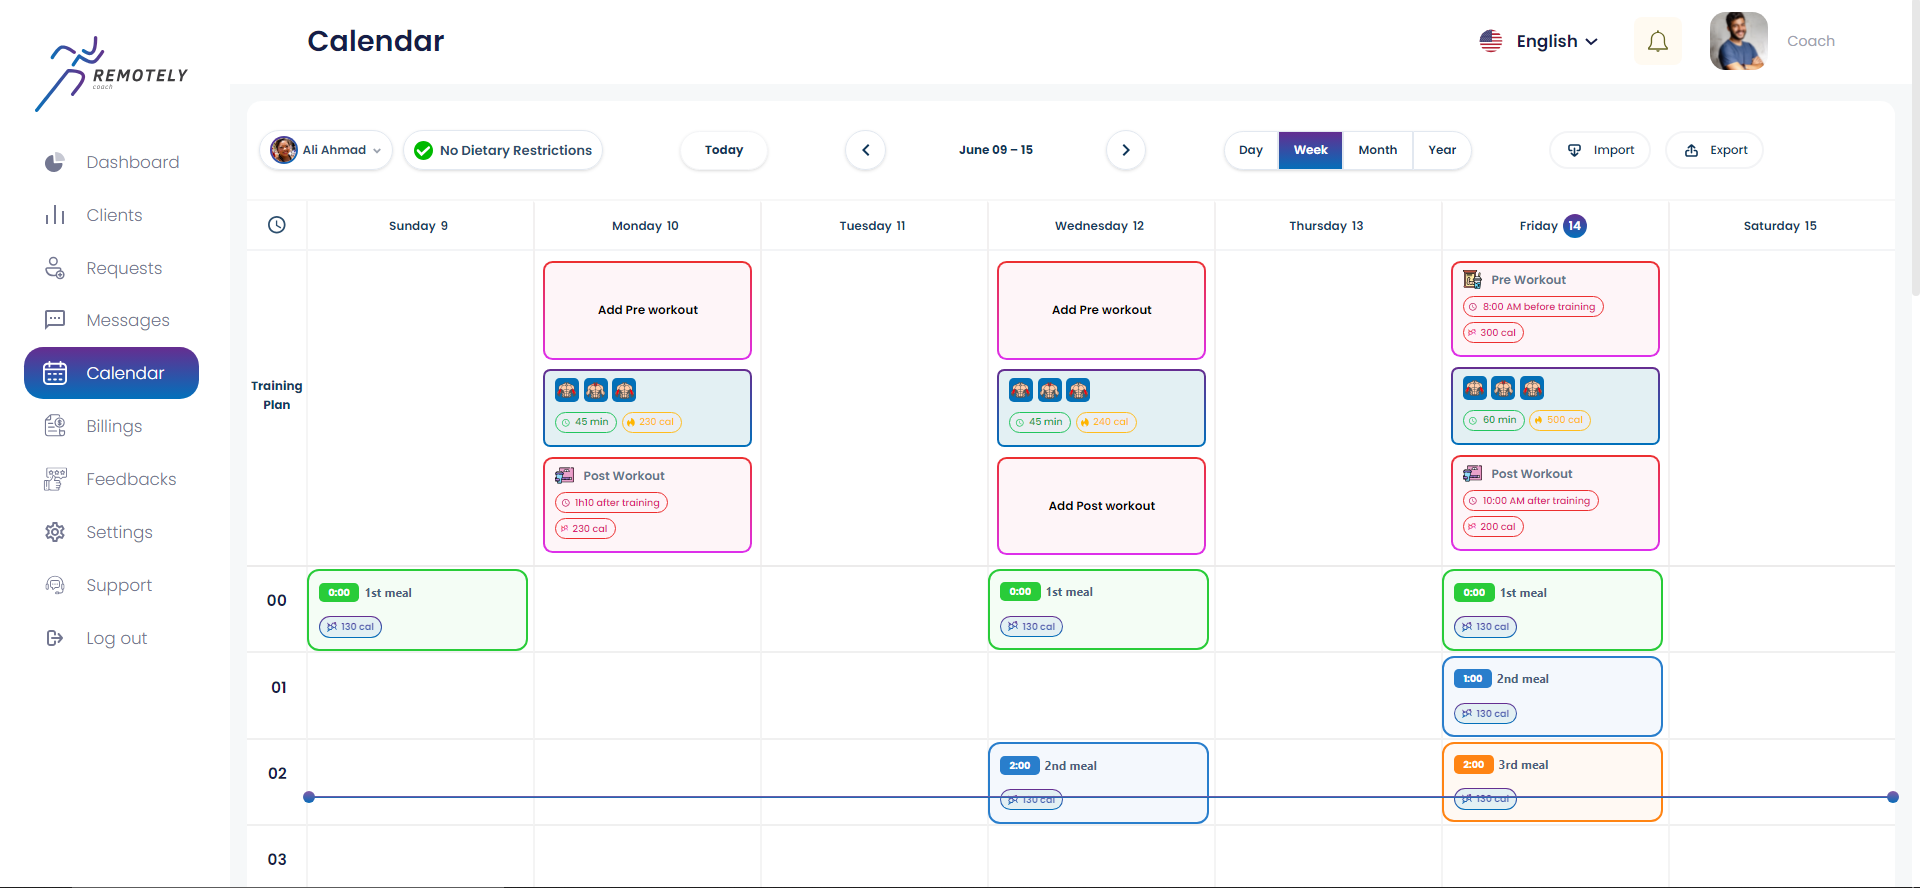 REMOTELY
coach
Calendar
English
Coach
Dashboard
Clients
Requests
Messages
Calendar
Billings
Feedbacks
Settings
Support
Log out
Ali Ahmad
No Dietary Restrictions
Today
June 09 – 15
Day
Week
Month
Year
Import
Export
Sunday 9
Monday 10
Tuesday 11
Wednesday 12
Thursday 13
Friday 14
Saturday 15
Training
Plan
Add Pre workout
45 min
230 cal
Post Workout
1h10 after training
230 cal
Add Pre workout
45 min
240 cal
Add Post workout
Pre Workout
8:00 AM before training
300 cal
60 min
500 cal
Post Workout
10:00 AM after training
200 cal
00
0:00 1st meal
130 cal
0:00 1st meal
130 cal
0:00 1st meal
130 cal
01
1:00 2nd meal
130 cal
02
2:00 2nd meal
130 cal
2:00 3rd meal
130 cal
03